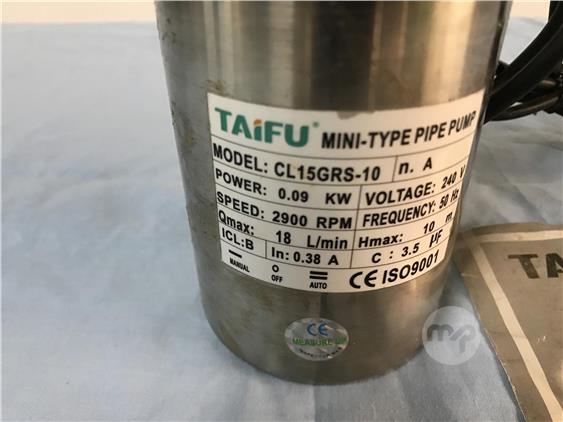 TAiFU® MINI-TYPE PIPE PUMP
MODEL: CL15GRS-10 n. A
POWER: 0.09 KW VOLTAGE: 240 V
SPEED: 2900 RPM FREQUENCY: 50 Hz
Qmax: 18 L/min Hmax: 10 m
ICL:B In: 0.38 A C : 3.5 µF
MANUAL OFF AUTO CE ISO9001
CE
MEASURE UP
TA
mp